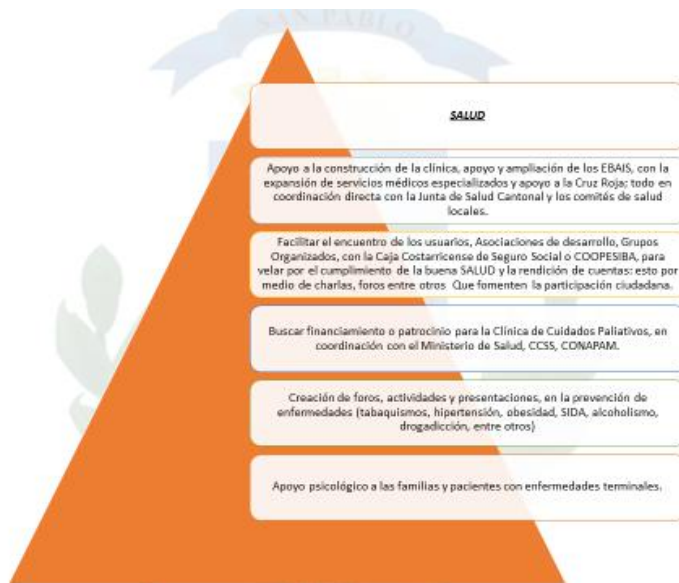 SAN PABLO
SALUD
Apoyo a la construcción de la clínica, apoyo y ampliación de los EBAIS, con la
expansión de servicios médicos especializados y apoyo a la Cruz Roja; todo en
coordinación directa con la Junta de Salud Cantonal y los comités de salud
locales.
Facilitar el encuentro de los usuarios, Asociaciones de desarrollo, Grupos
Organizados, con la Caja Costarricense de Seguro Social o COOPESIBA, para
velar por el cumplimiento de la buena SALUD y la rendición de cuentas: esto por
medio de charlas, foros entre otros Que fomenten la participación ciudadana.
Buscar financiamiento o patrocinio para la Clínica de Cuidados Paliativos, en
coordinación con el Ministerio de Salud, CCSS, CONAPAM.
Creación de foros, actividades y presentaciones, en la prevención de
enfermedades (tabaquismos, hipertensión, obesidad, SIDA, alcoholismo,
drogadicción, entre otros)
Apoyo psicológico a las familias y pacientes con enfermedades terminales.